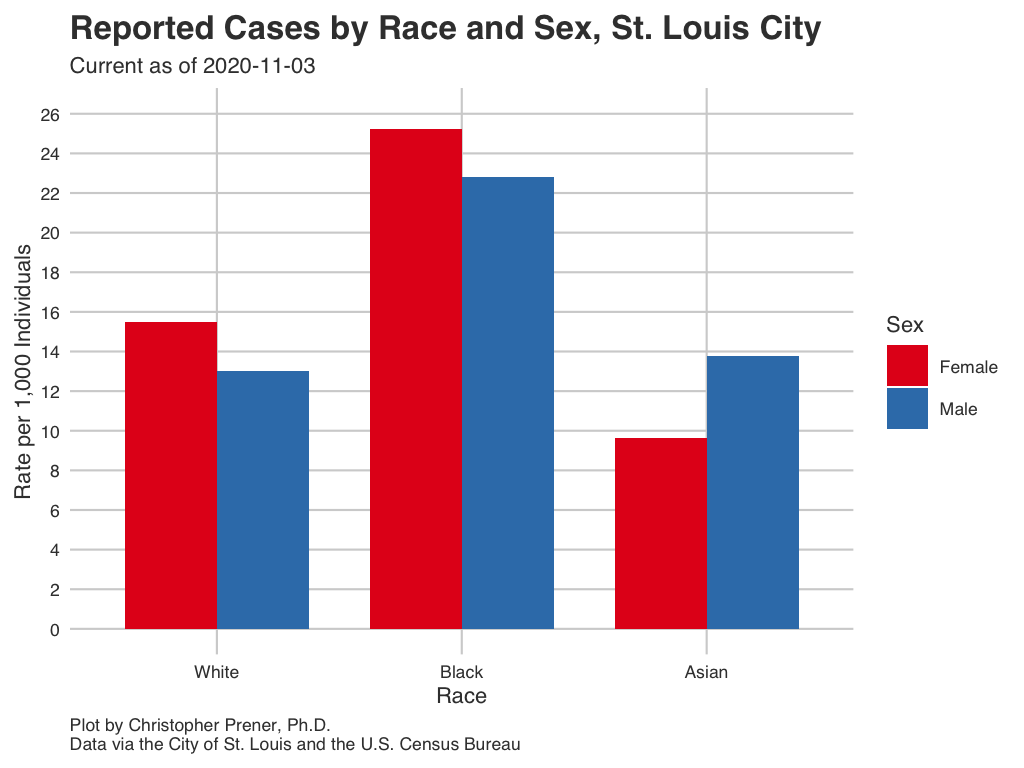 Reported Cases by Race and Sex, St. Louis City
Current as of 2020-11-03
26
24
22
20
18
16
14
12
10
8
6
4
2
0
Rate per 1,000 Individuals
White
Black
Asian
Race
Sex
Female
Male
Plot by Christopher Prener, Ph.D.
Data via the City of St. Louis and the U.S. Census Bureau